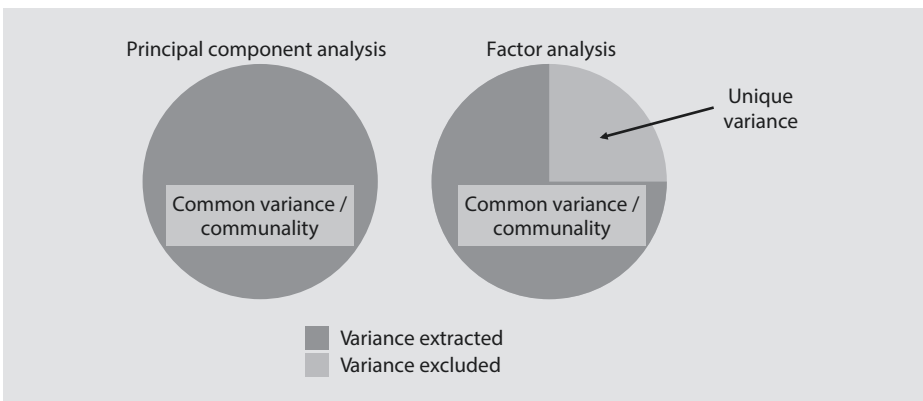 Principal component analysis
Factor analysis
Unique
variance
Common variance /
communality
Common variance /
communality
Variance extracted
Variance excluded